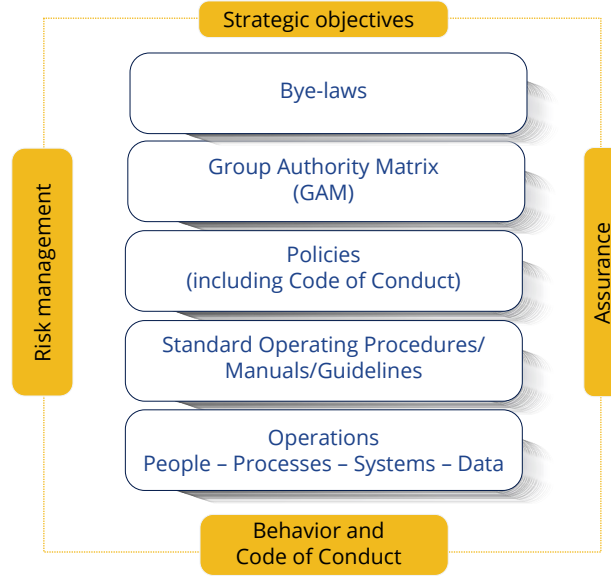 Strategic objectives
Bye-laws
Group Authority Matrix
(GAM)
Risk management
Policies
(including Code of Conduct)
Assurance
Standard Operating Procedures/
Manuals/Guidelines
Operations
People – Processes – Systems – Data
Behavior and
Code of Conduct